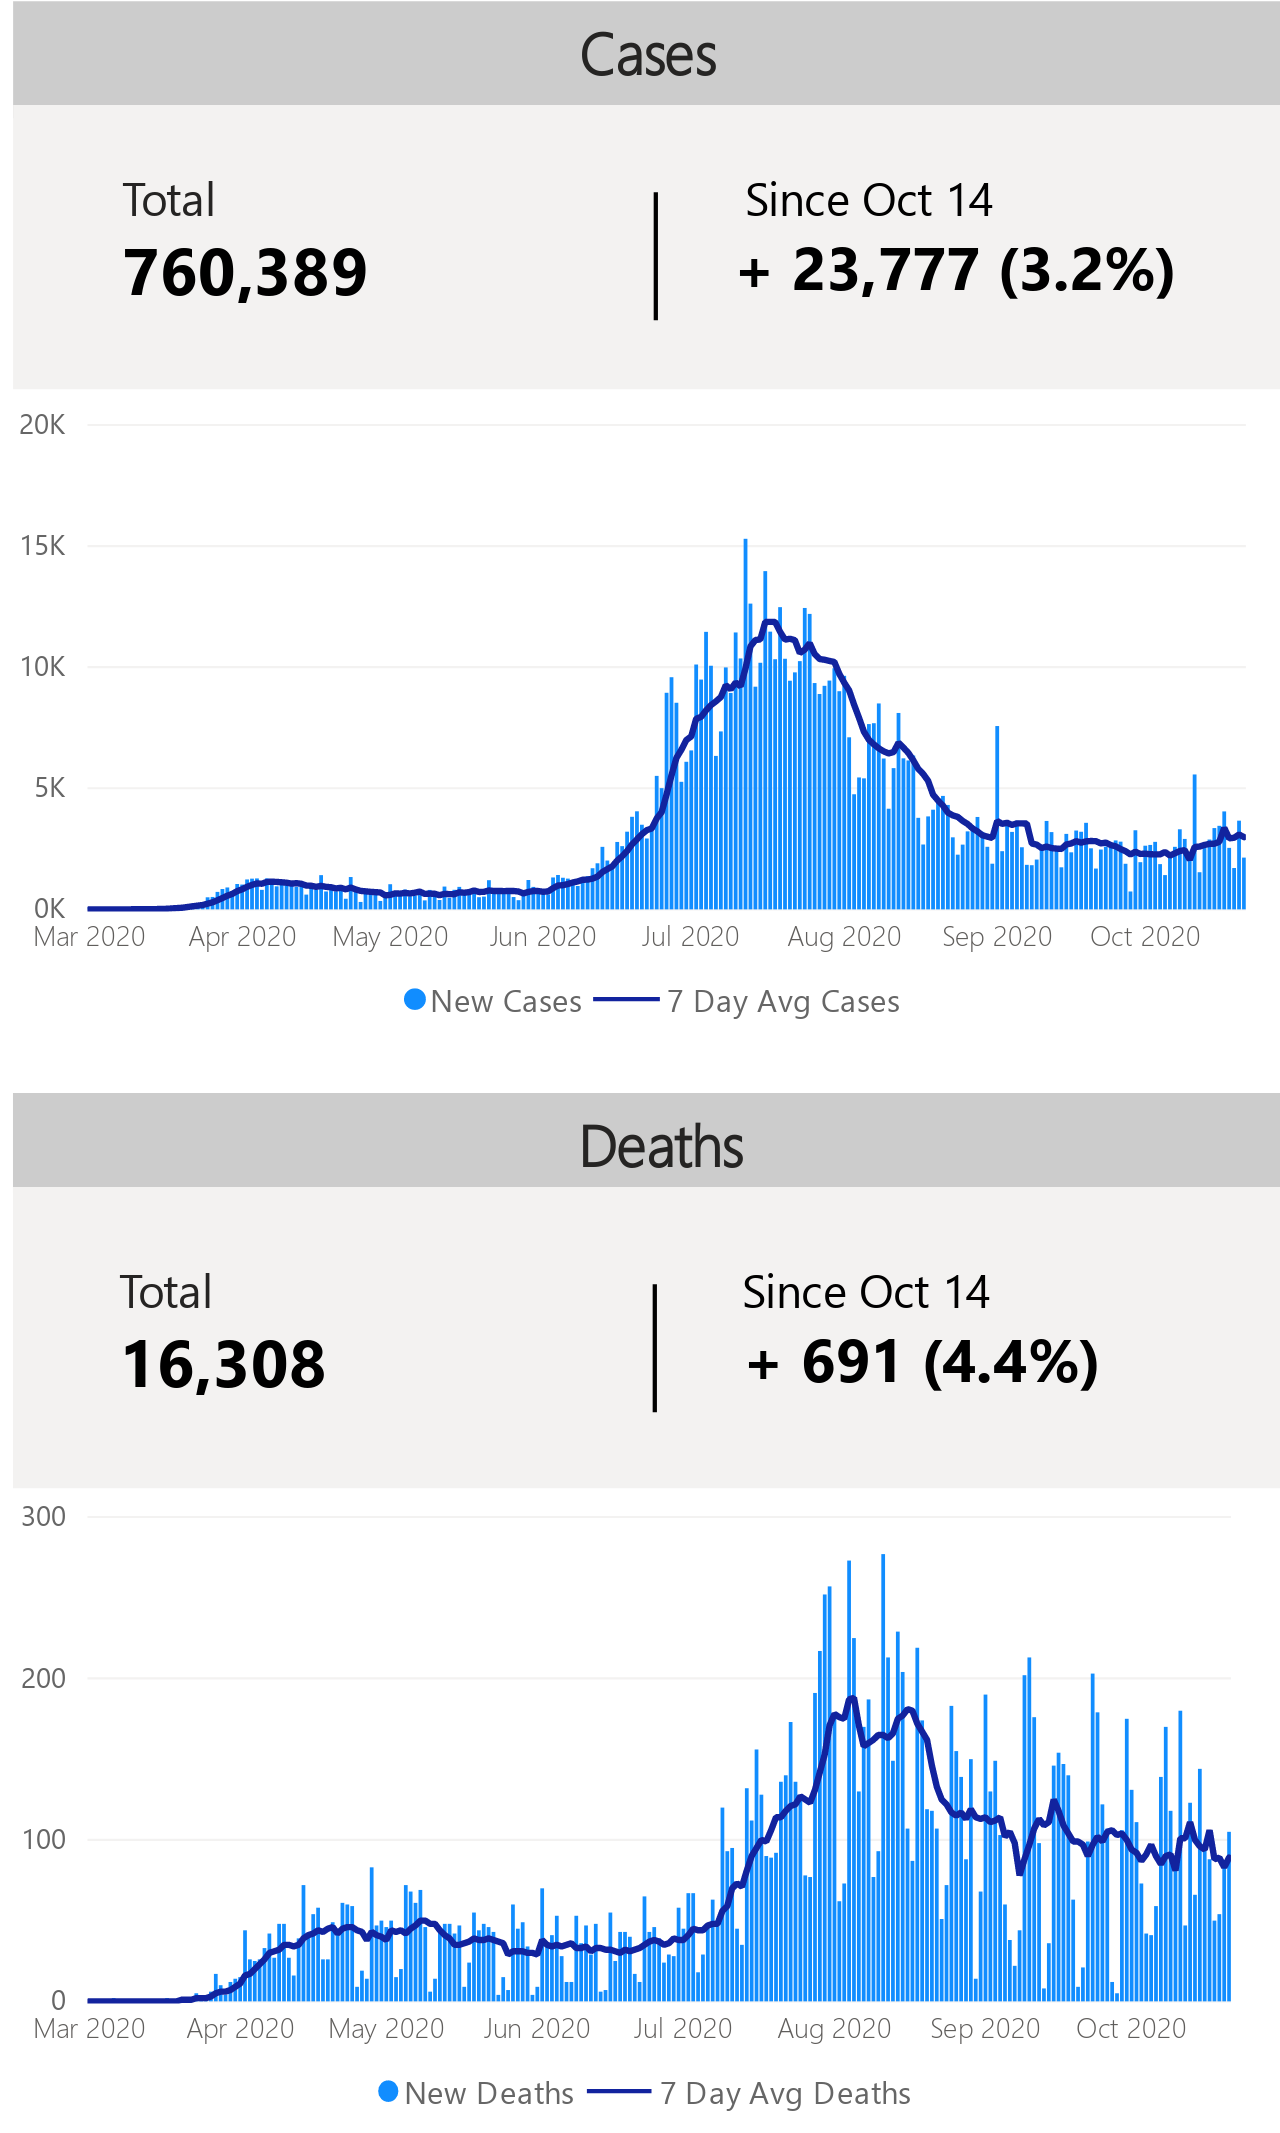 Cases
Total
Since Oct 14
760,389
+ 23,777 (3.2%)
20K
15K
10K
5K
0K
Mar 2020 Apr 2020 May 2020 Jun 2020 Jul 2020 Aug 2020 Sep 2020 Oct 2020
New Cases 7 Day Avg Cases
Deaths
Total
Since Oct 14
16,308
+ 691 (4.4%)
300
200
100
0
Mar 2020 Apr 2020 May 2020 Jun 2020 Jul 2020 Aug 2020 Sep 2020 Oct 2020
New Deaths 7 Day Avg Deaths